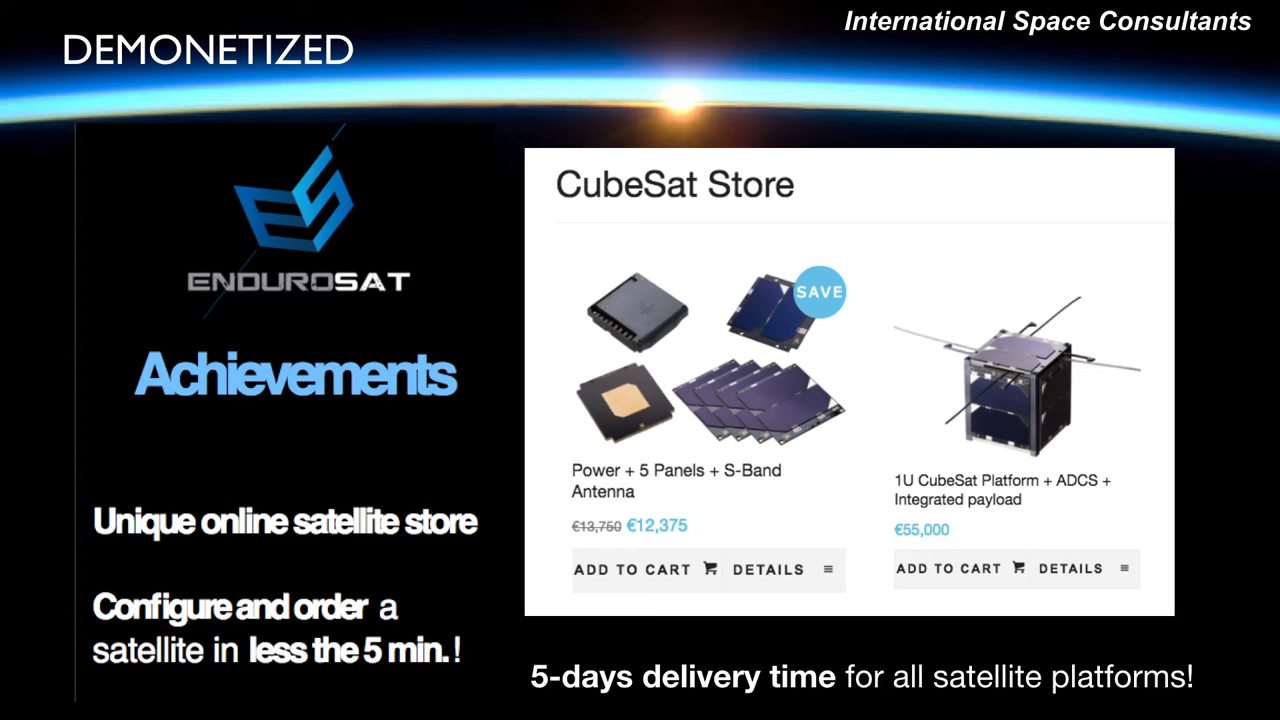 International Space Consultants
DEMONETIZED
ENDUROSAT
Achievements
Unique online satellite store
Configure and order a
satellite in less the 5 min. !
CubeSat Store
SAVE
Power + 5 Panels + S-Band
Antenna
€13,750 €12,375
ADD TO CART DETAILS
1U CubeSat Platform + ADCS +
Integrated payload
€55,000
ADD TO CART DETAILS
5-days delivery time for all satellite platforms!